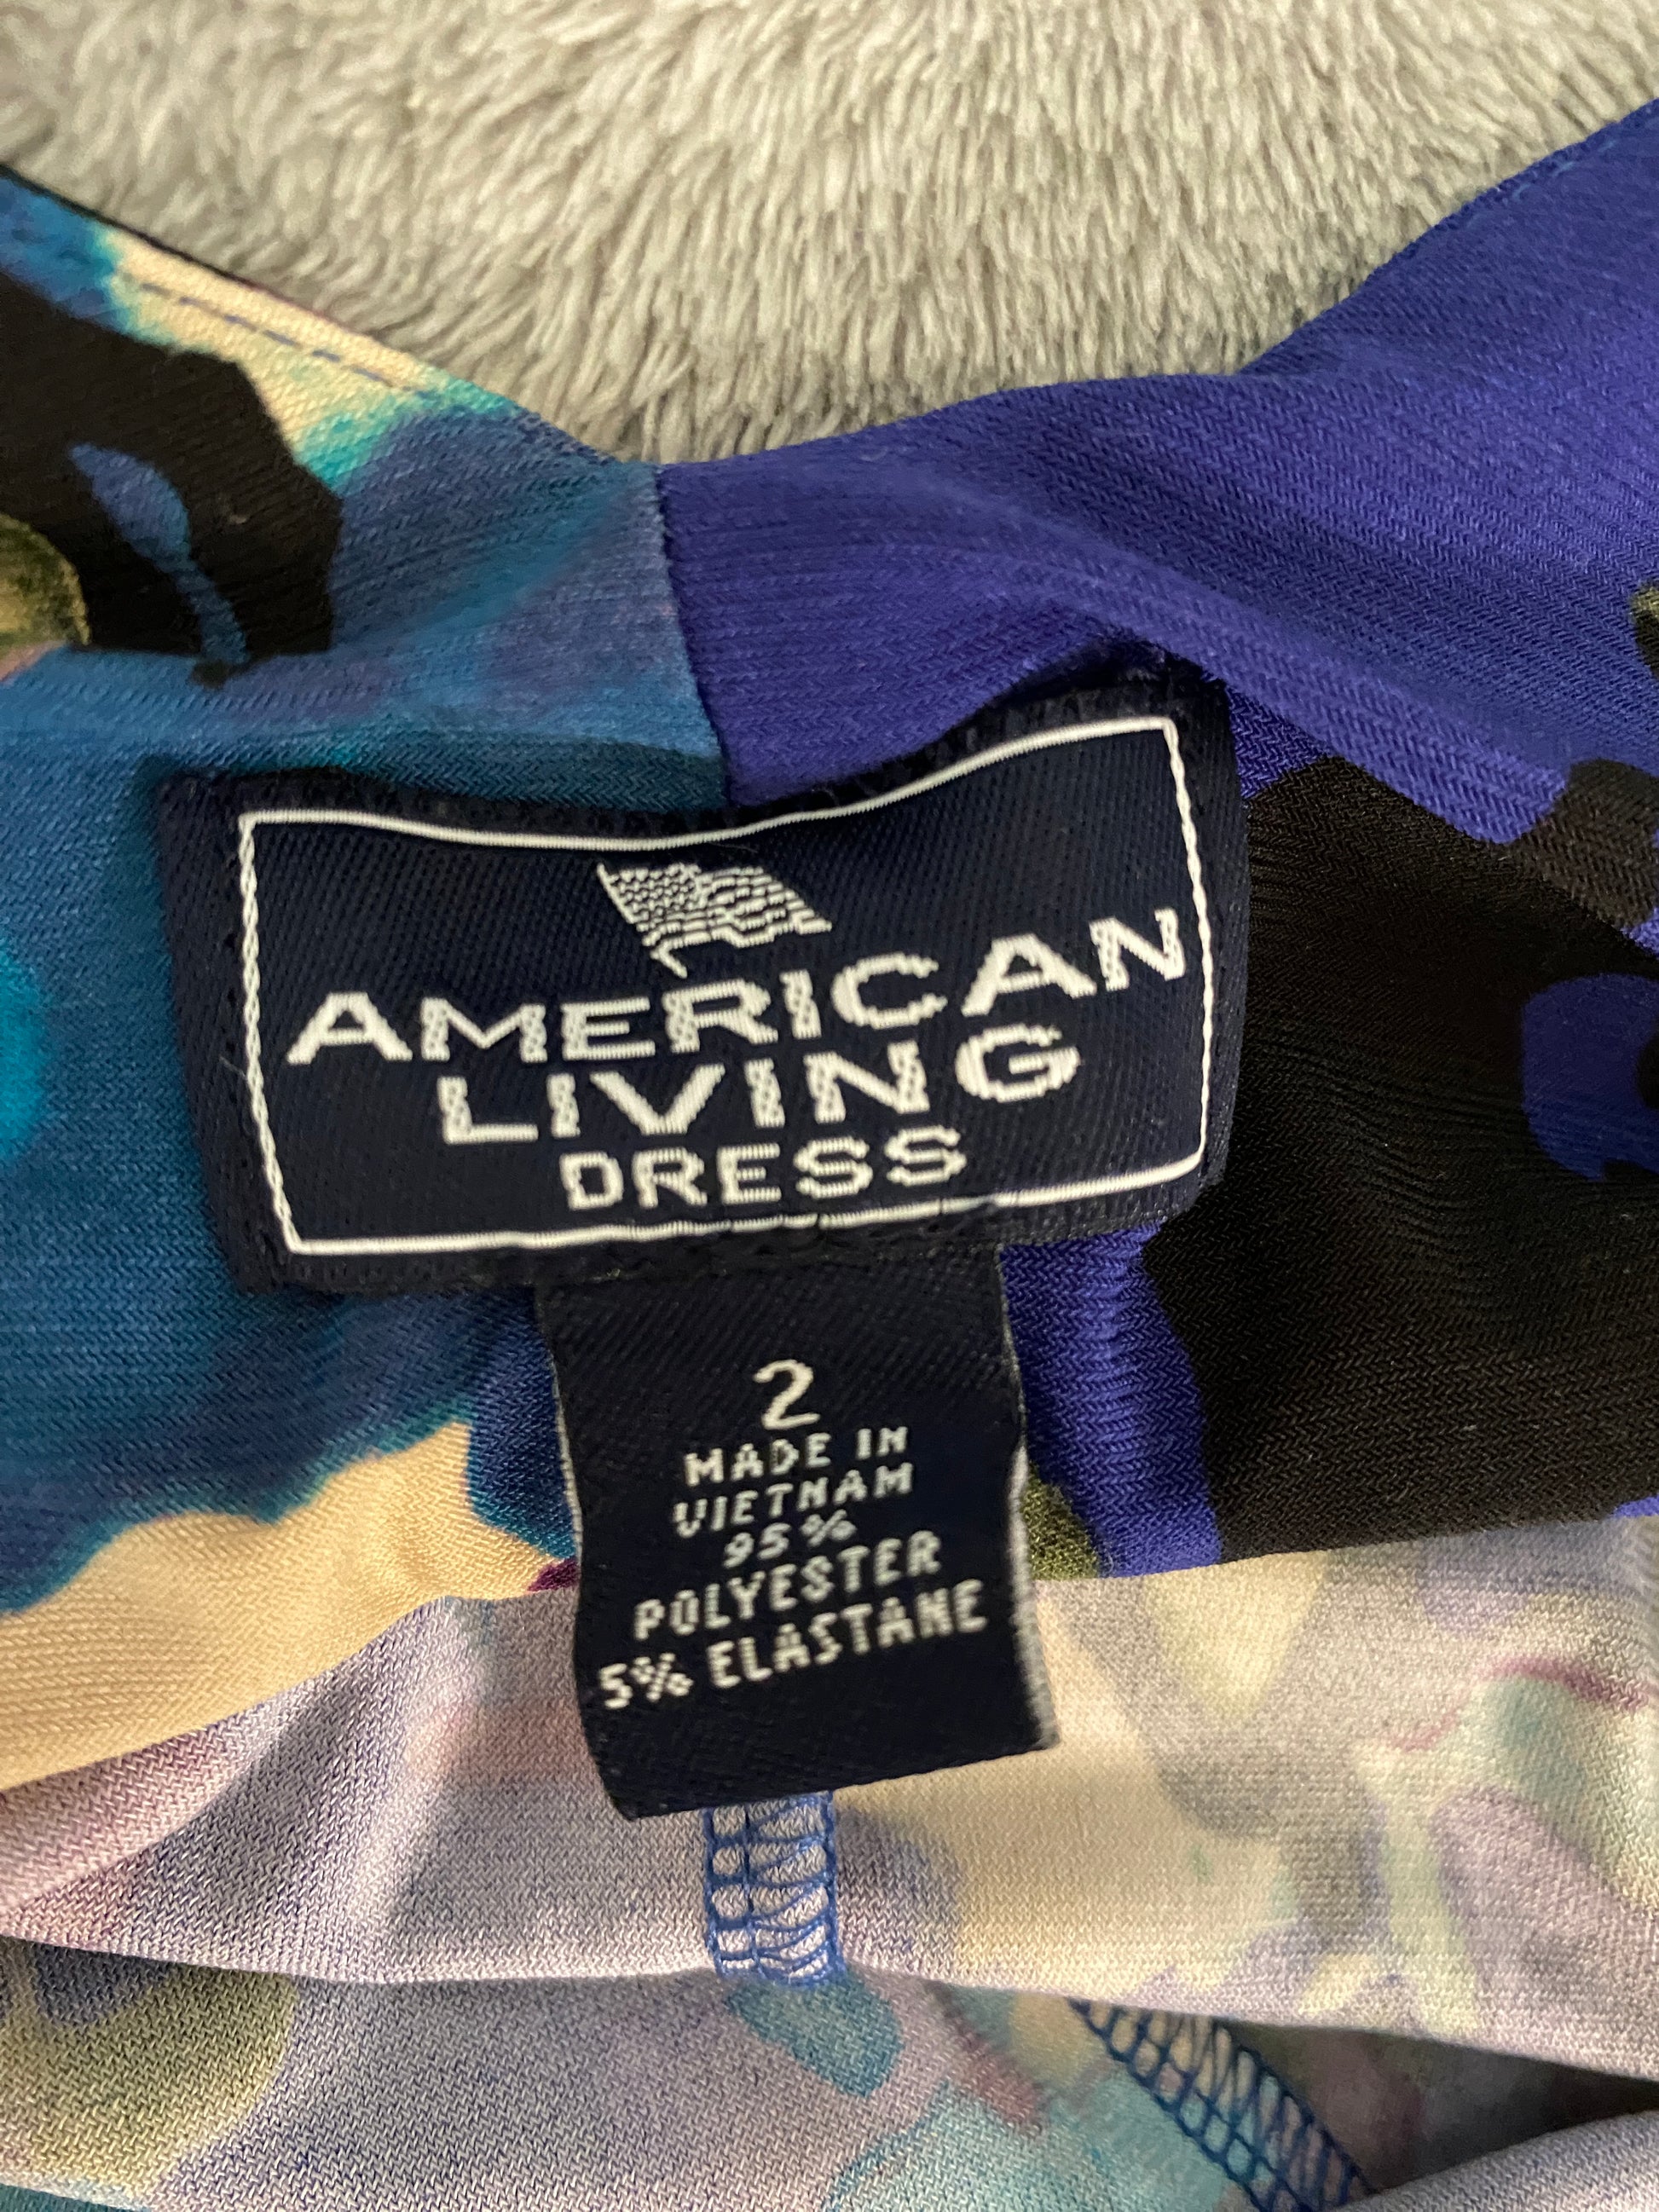 AMERICAN
LIVING
DRESS
2
MADE IN
VIETNAM
95%
POLYESTER
5% ELASTANE